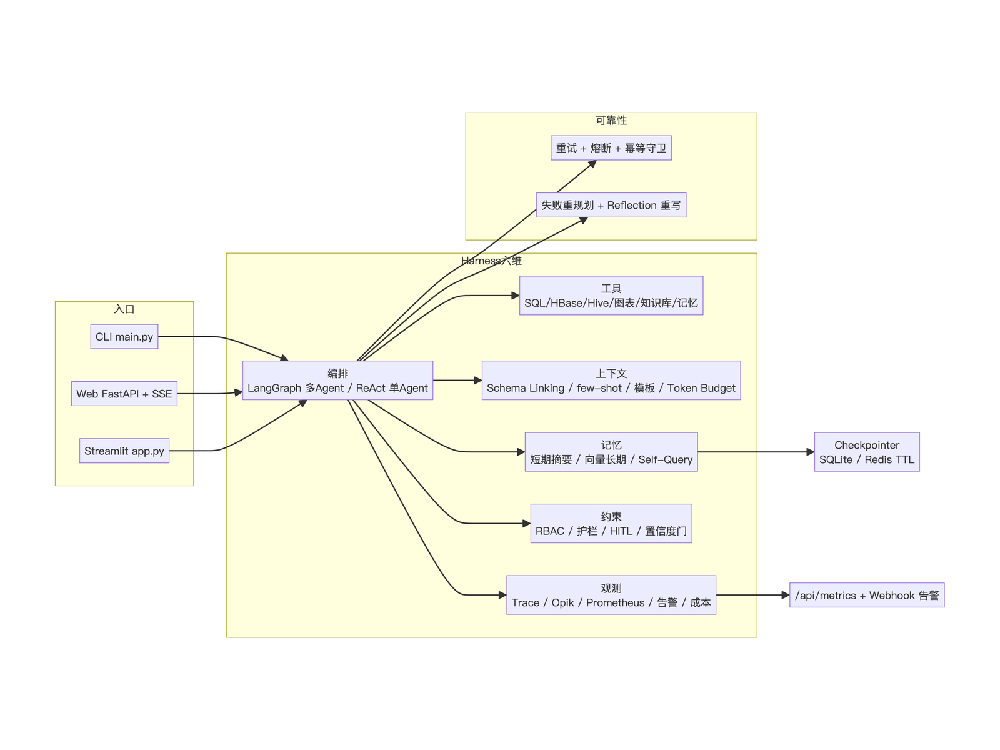 可靠性
重试 + 熔断 + 幂等守卫
失败重规划 + Reflection 重写
Harness六维
工具
SQL/HBase/Hive/图表/知识库/记忆
入口
CLI main.py
Web FastAPI + SSE
Streamlit app.py
编排
LangGraph 多Agent / ReAct 单Agent
上下文
Schema Linking / few-shot / 模板 / Token Budget
记忆
短期摘要 / 向量长期 / Self-Query
Checkpointer
SQLite / Redis TTL
约束
RBAC / 护栏 / HITL / 置信度门
观测
Trace / Opik / Prometheus / 告警 / 成本
/api/metrics + Webhook 告警